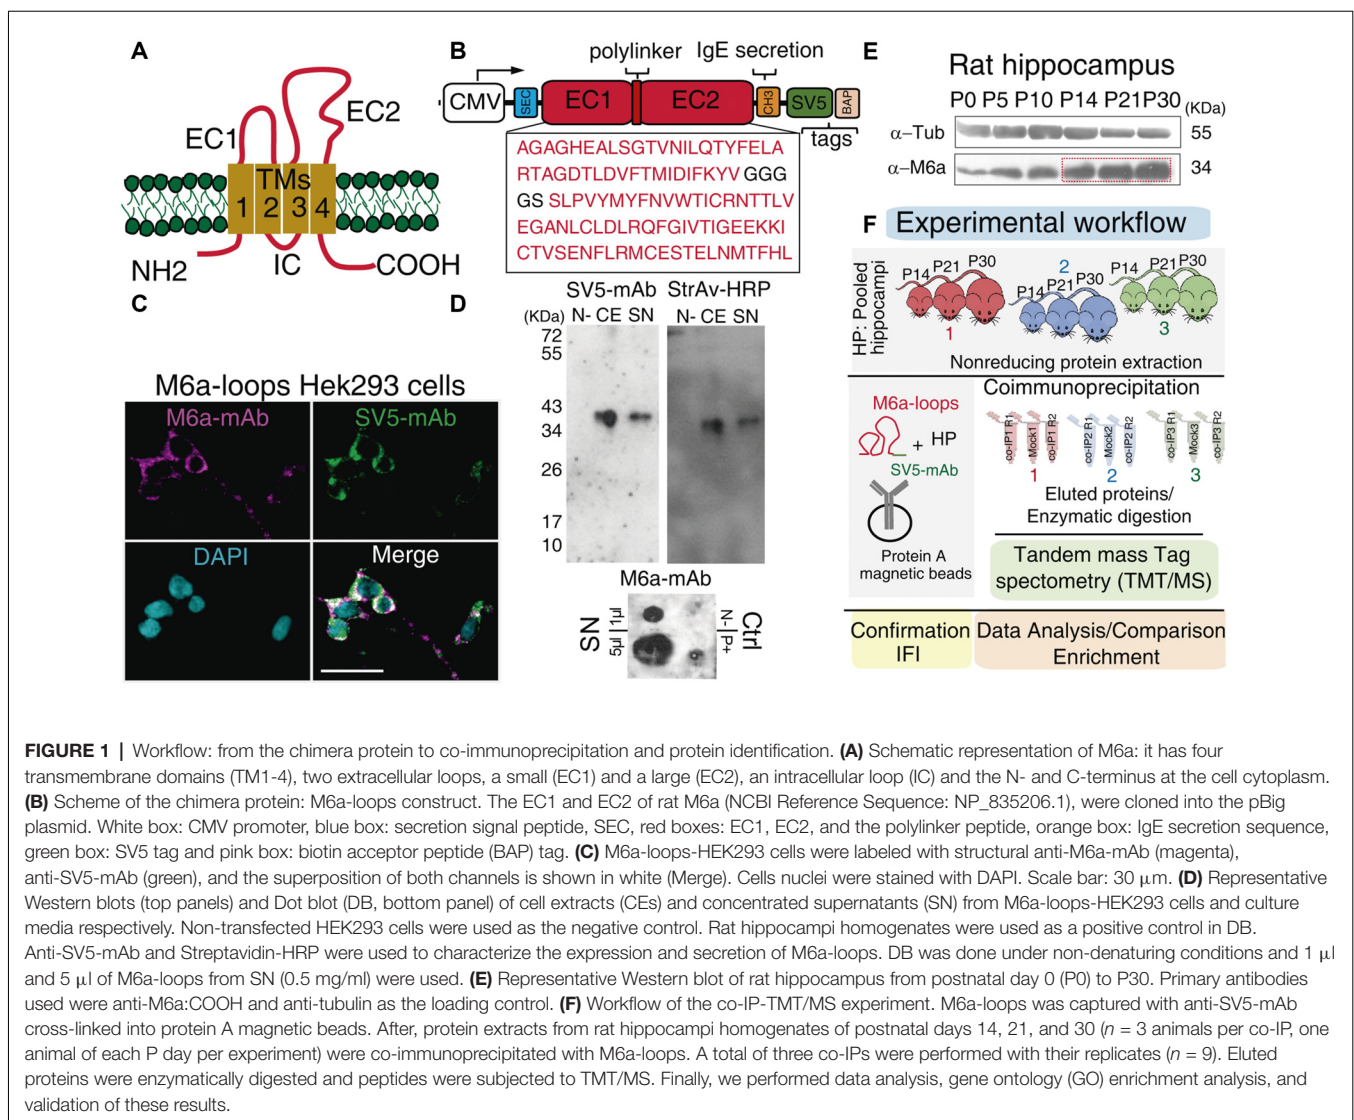 A
EC1
EC2
TMs
1 2 3 4
NH2
IC
COOH
B
polylinker
IgE secretion
CMV
SEC
EC1
EC2
CH3
SV5
BAP
tags
AGAGHEALSGTVNILQTYFELA
RTAGDTLDVFTMIDIFKYV GGG
GS SLPVYMYFNVWTICRNTTLV
EGANLCLDLRQFGIVTIGEEKKI
CTVSENFLRMCESTELNMTFHL
C
M6a-loops Hek293 cells
M6a-mAb
SV5-mAb
DAPI
Merge
D
SV5-mAb
StrAv-HRP
(KDa) N- CE SN N- CE SN
72
55
43
34
26
17
10
M6a-mAb
SN
5µl 1µl
N- P+
Ctrl
E
Rat hippocampus
P0 P5 P10 P14 P21 P30 (KDa)
α-Tub 55
α-M6a 34
F
Experimental workflow
HP: Pooled
hippocampi
P14 P21 P30
1
2
P14 P21 P30
P14 P21 P30
3
Nonreducing protein extraction
Coimmunoprecipitation
M6a-loops
+ HP
SV5-mAb
Protein A
magnetic beads
co-IP1 R1
Mock1
co-IP1 R2
1
co-IP2 R1
Mock2
co-IP2 R2
2
co-IP3 R1
Mock3
co-IP3 R2
3
Eluted proteins/
Enzymatic digestion
Tandem mass Tag
spectometry (TMT/MS)
Confirmation
IFI
Data Analysis/Comparison
Enrichment
FIGURE 1 | Workflow: from the chimera protein to co-immunoprecipitation and protein identification. (A) Schematic representation of M6a: it has four
transmembrane domains (TM1-4), two extracellular loops, a small (EC1) and a large (EC2), an intracellular loop (IC) and the N- and C-terminus at the cell cytoplasm.
(B) Scheme of the chimera protein: M6a-loops construct. The EC1 and EC2 of rat M6a (NCBI Reference Sequence: NP_835206.1), were cloned into the pBig
plasmid. White box: CMV promoter, blue box: secretion signal peptide, SEC, red boxes: EC1, EC2, and the polylinker peptide, orange box: IgE secretion sequence,
green box: SV5 tag and pink box: biotin acceptor peptide (BAP) tag. (C) M6a-loops-HEK293 cells were labeled with structural anti-M6a-mAb (magenta),
anti-SV5-mAb (green), and the superposition of both channels is shown in white (Merge). Cells nuclei were stained with DAPI. Scale bar: 30 µm. (D) Representative
Western blots (top panels) and Dot blot (DB, bottom panel) of cell extracts (CEs) and concentrated supernatants (SN) from M6a-loops-HEK293 cells and culture
media respectively. Non-transfected HEK293 cells were used as the negative control. Rat hippocampi homogenates were used as a positive control in DB.
Anti-SV5-mAb and Streptavidin-HRP were used to characterize the expression and secretion of M6a-loops. DB was done under non-denaturing conditions and 1 µl
and 5 µl of M6a-loops from SN (0.5 mg/ml) were used. (E) Representative Western blot of rat hippocampus from postnatal day 0 (P0) to P30. Primary antibodies
used were anti-M6a:COOH and anti-tubulin as the loading control. (F) Workflow of the co-IP-TMT/MS experiment. M6a-loops was captured with anti-SV5-mAb
cross-linked into protein A magnetic beads. After, protein extracts from rat hippocampi homogenates of postnatal days 14, 21, and 30 (n = 3 animals per co-IP, one
animal of each P day per experiment) were co-immunoprecipitated with M6a-loops. A total of three co-IPs were performed with their replicates (n = 9). Eluted
proteins were enzymatically digested and peptides were subjected to TMT/MS. Finally, we performed data analysis, gene ontology (GO) enrichment analysis, and
validation of these results.